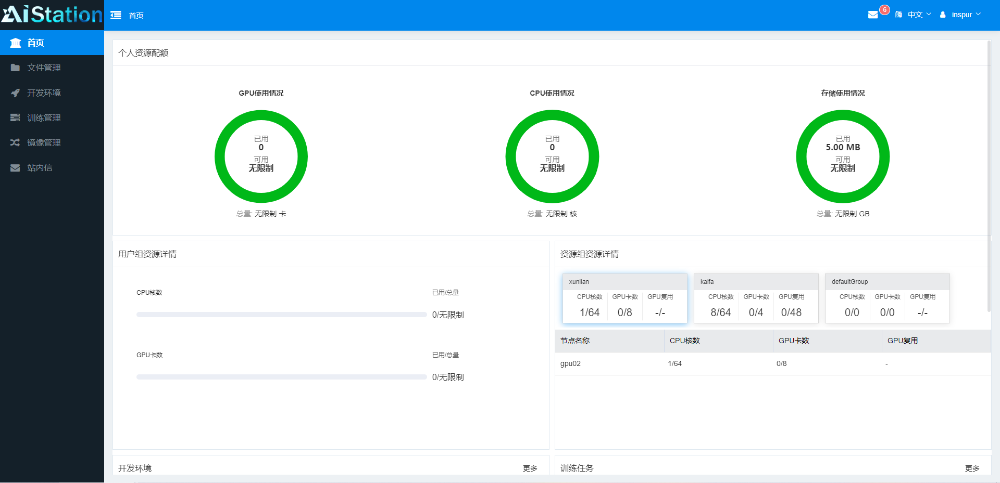 AiStation
首页
6
中文
inspur
首页
文件管理
开发环境
训练管理
镜像管理
站内信
个人资源配额
GPU使用情况
已用
0
可用
无限制
总量: 无限制 卡
CPU使用情况
已用
0
可用
无限制
总量: 无限制 核
存储使用情况
已用
5.00 MB
可用
无限制
总量: 无限制 GB
用户组资源详情
CPU核数 已用/总量
0/无限制
GPU卡数 已用/总量
0/无限制
资源组资源详情
xunlian
CPU核数 GPU卡数 GPU复用
1/64 0/8 -/-
kaifa
CPU核数 GPU卡数 GPU复用
8/64 0/4 0/48
defaultGroup
CPU核数 GPU卡数 GPU复用
0/0 0/0 -/-
节点名称 CPU核数 GPU卡数 GPU复用
gpu02 1/64 0/8 -
开发环境 更多
训练任务 更多